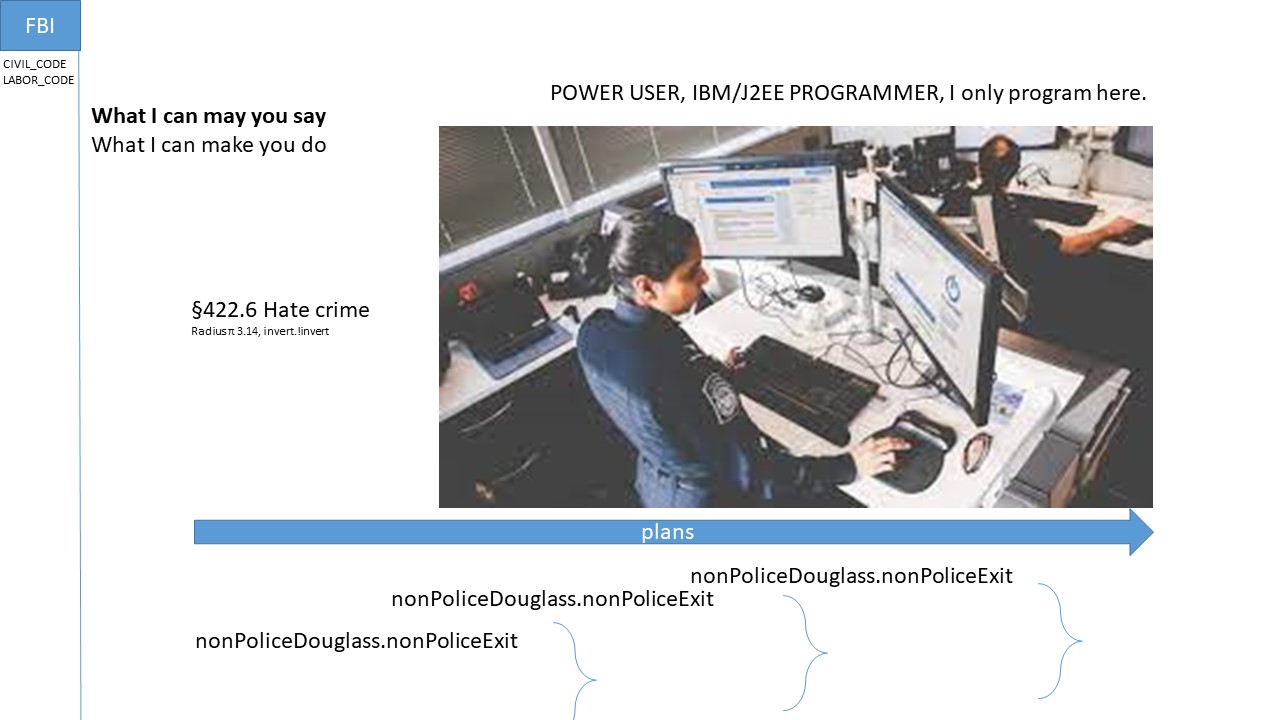 FBI
CIVIL_CODE
LABOR_CODE
POWER USER, IBM/J2EE PROGRAMMER, I only program here.
What I can may you say
What I can make you do
§422.6 Hate crime
Radius π 3.14, invert.!invert
plans
nonPoliceDouglass.nonPoliceExit
nonPoliceDouglass.nonPoliceExit
nonPoliceDouglass.nonPoliceExit